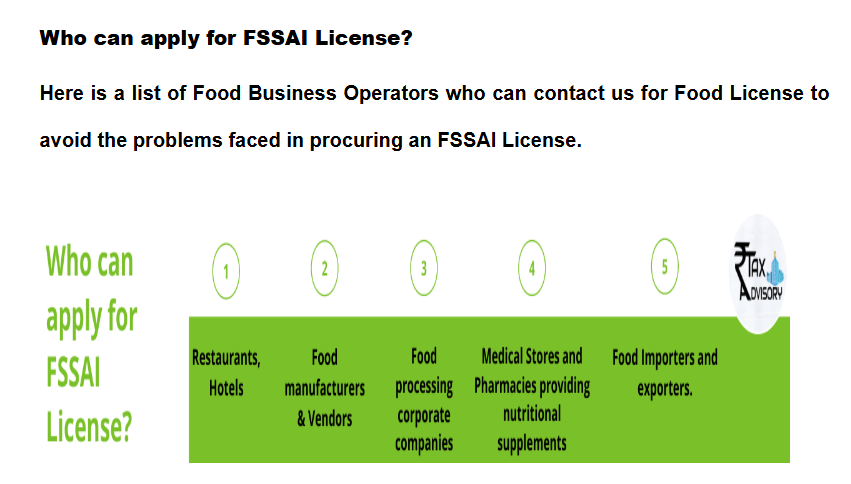 Who can apply for FSSAI License?
Here is a list of Food Business Operators who can contact us for Food License to
avoid the problems faced in procuring an FSSAI License.
Who can
apply for
FSSAI
License?
1
Restaurants,
Hotels
2
Food
manufacturers
& Vendors
3
Food
processing
corporate
companies
4
Medical Stores and
Pharmacies providing
nutritional
supplements
5
Food Importers and
exporters.
₹TAX
ADVISORY